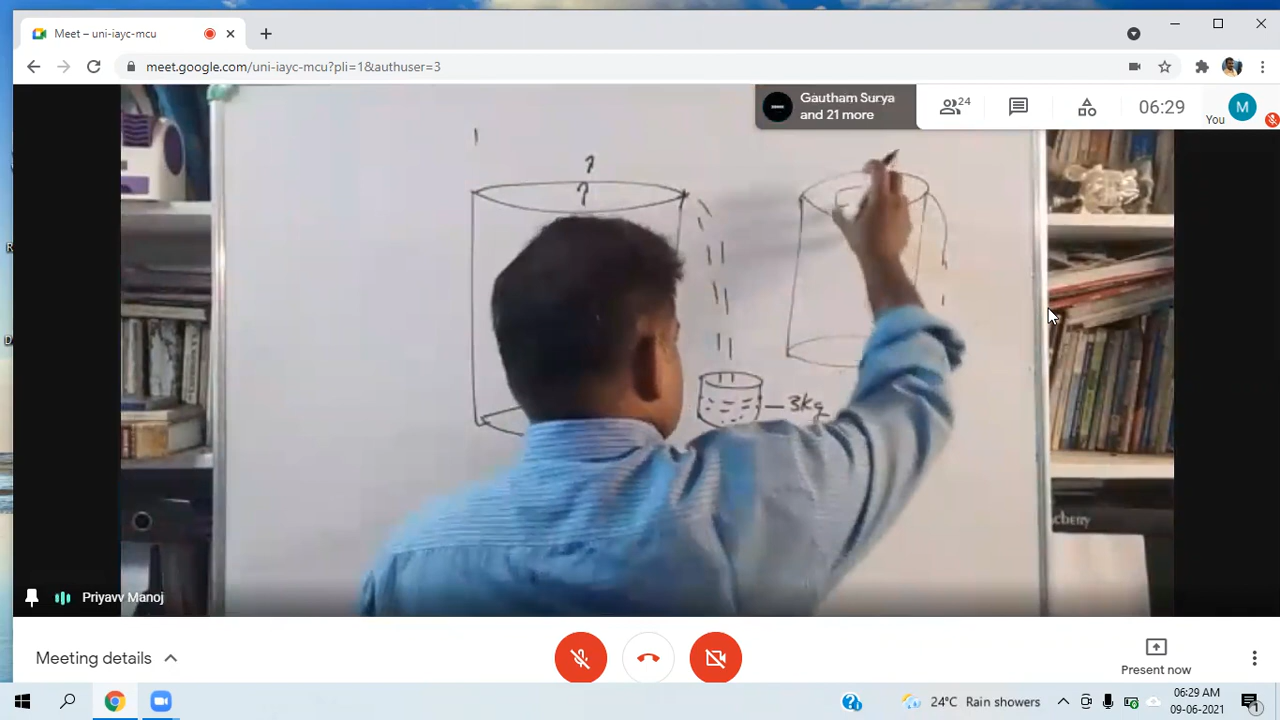 Meet – uni-iayc-mcu
meet.google.com/uni-iayc-mcu?pli=1&authuser=3
Gautham Surya
and 21 more
24
06:29
You
M
3kg
Priyavv Manoj
Meeting details
Present now
24°C Rain showers
06:29 AM
09-06-2021
1